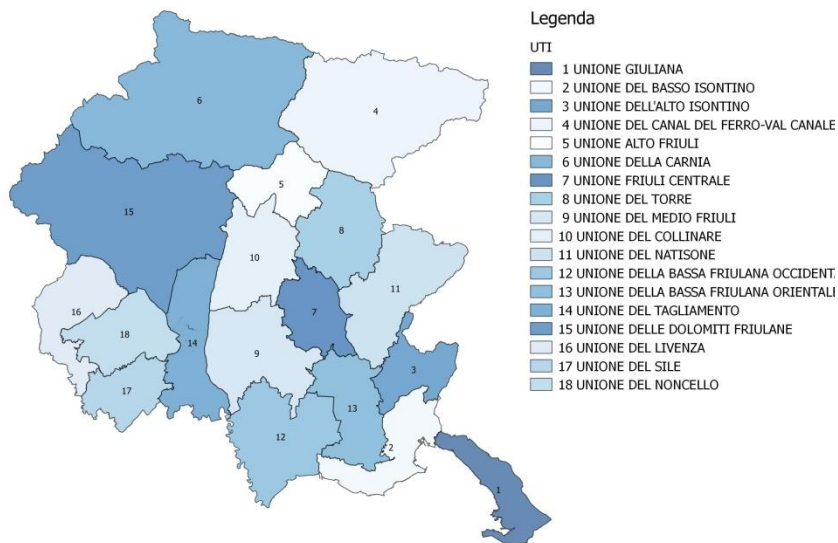 Legenda
UTI
1 UNIONE GIULIANA
2 UNIONE DEL BASSO ISONTINO
3 UNIONE DELL'ALTO ISONTINO
4 UNIONE DEL CANAL DEL FERRO-VAL CANALE
5 UNIONE ALTO FRIULI
6 UNIONE DELLA CARNIA
7 UNIONE FRIULI CENTRALE
8 UNIONE DEL TORRE
9 UNIONE DEL MEDIO FRIULI
10 UNIONE DEL COLLINARE
11 UNIONE DEL NATISONE
12 UNIONE DELLA BASSA FRIULANA OCCIDENTA
13 UNIONE DELLA BASSA FRIULANA ORIENTALE
14 UNIONE DEL TAGLIAMENTO
15 UNIONE DELLE DOLOMITI FRIULANE
16 UNIONE DEL LIVENZA
17 UNIONE DEL SILE
18 UNIONE DEL NONCELLO
6
4
5
15
8
10
11
16
7
18
14
9
3
17
13
12
2
1